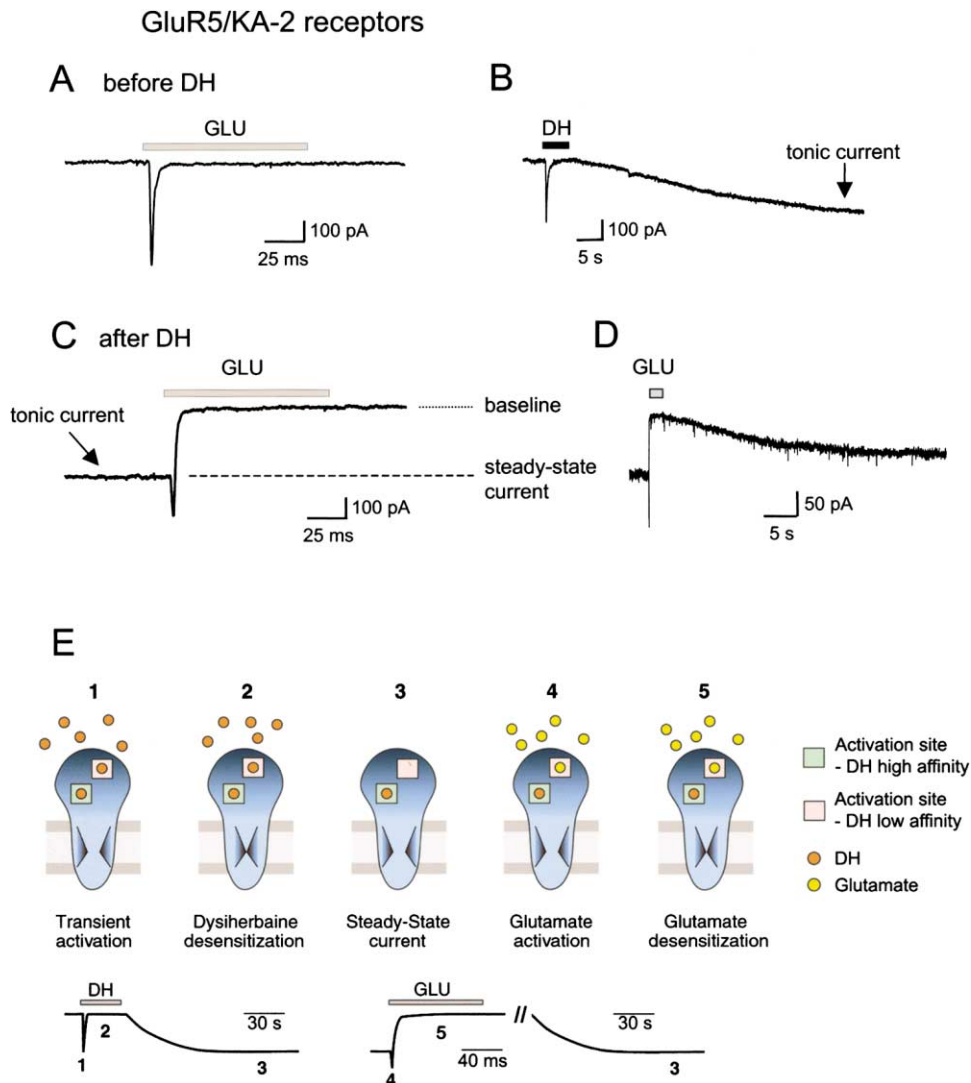 GluR5/KA-2 receptors
A before DH
GLU
100 pA
25 ms
B
DH
tonic current
100 pA
5 s
C after DH
GLU
tonic current
baseline
steady-state
current
100 pA
25 ms
D
GLU
50 pA
5 s
E
1 2 3 4 5
Activation site
- DH high affinity
Activation site
- DH low affinity
DH
Glutamate
Transient
activation
Dysiherbaine
desensitization
Steady-State
current
Glutamate
activation
Glutamate
desensitization
DH
2
30 s
1
3
GLU
5
40 ms
4
//
30 s
3